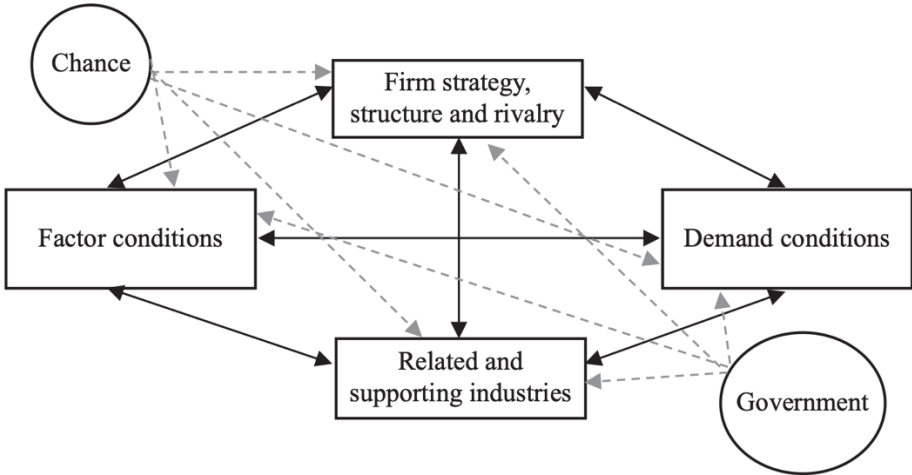 Chance
Firm strategy,
structure and rivalry
Factor conditions
Demand conditions
Related and
supporting industries
Government